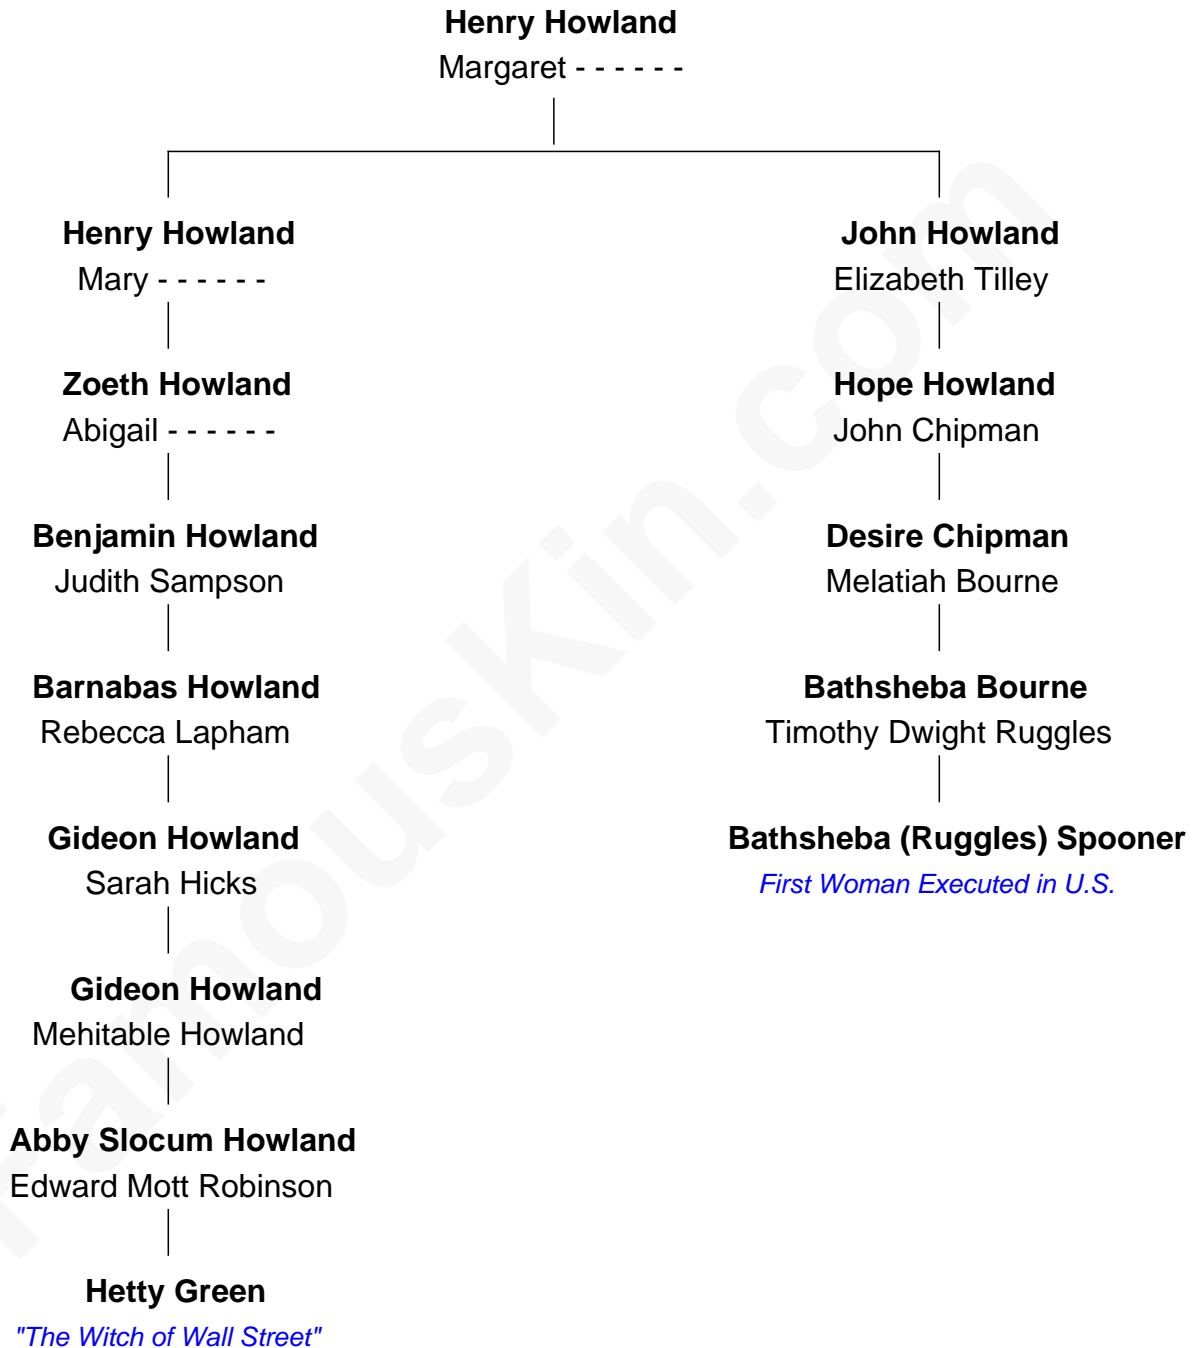 Henry Howland
Margaret - - - - - -
Henry Howland
Mary - - - - - -
Zoeth Howland
Abigail - - - - - -
Benjamin Howland
Judith Sampson
Barnabas Howland
Rebecca Lapham
Gideon Howland
Sarah Hicks
Gideon Howland
Mehitable Howland
Abby Slocum Howland
Edward Mott Robinson
Hetty Green
"The Witch of Wall Street"
John Howland
Elizabeth Tilley
Hope Howland
John Chipman
Desire Chipman
Melatiah Bourne
Bathsheba Bourne
Timothy Dwight Ruggles
Bathsheba (Ruggles) Spooner
First Woman Executed in U.S.
FamousKin.com